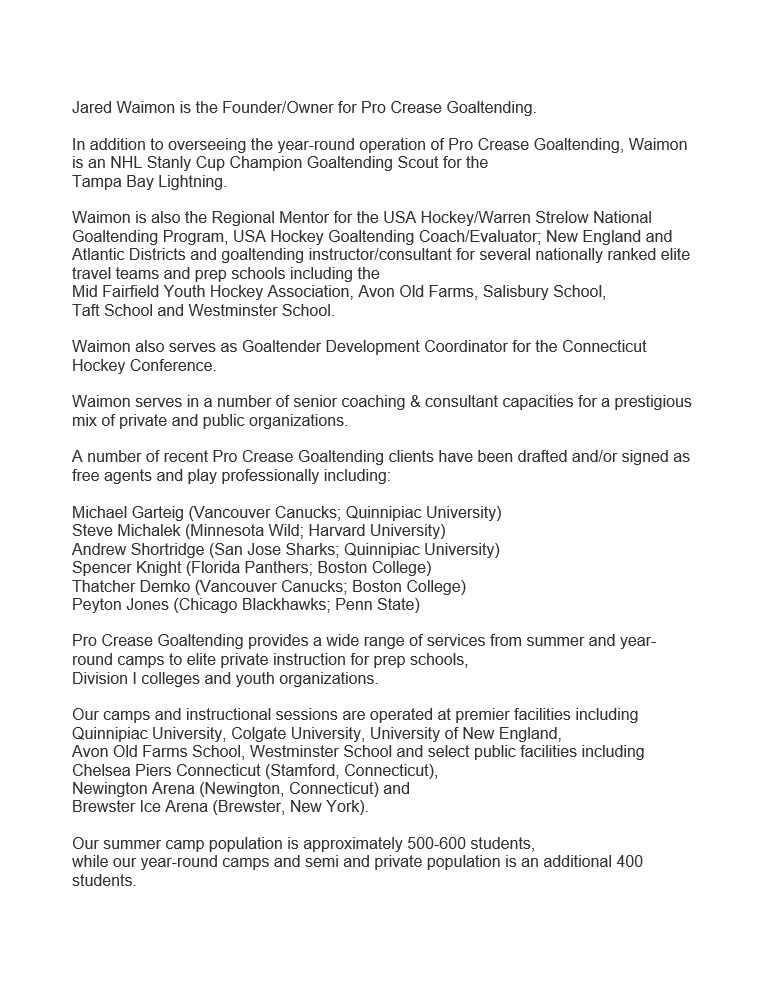 Jared Waimon is the Founder/Owner for Pro Crease Goaltending.
In addition to overseeing the year-round operation of Pro Crease Goaltending, Waimon
is an NHL Stanly Cup Champion Goaltending Scout for the
Tampa Bay Lightning.
Waimon is also the Regional Mentor for the USA Hockey/Warren Strelow National
Goaltending Program, USA Hockey Goaltending Coach/Evaluator; New England and
Atlantic Districts and goaltending instructor/consultant for several nationally ranked elite
travel teams and prep schools including the
Mid Fairfield Youth Hockey Association, Avon Old Farms, Salisbury School,
Taft School and Westminster School.
Waimon also serves as Goaltender Development Coordinator for the Connecticut
Hockey Conference.
Waimon serves in a number of senior coaching & consultant capacities for a prestigious
mix of private and public organizations.
A number of recent Pro Crease Goaltending clients have been drafted and/or signed as
free agents and play professionally including:
Michael Garteig (Vancouver Canucks; Quinnipiac University)
Steve Michalek (Minnesota Wild; Harvard University)
Andrew Shortridge (San Jose Sharks; Quinnipiac University)
Spencer Knight (Florida Panthers; Boston College)
Thatcher Demko (Vancouver Canucks; Boston College)
Peyton Jones (Chicago Blackhawks; Penn State)
Pro Crease Goaltending provides a wide range of services from summer and year-
round camps to elite private instruction for prep schools,
Division I colleges and youth organizations.
Our camps and instructional sessions are operated at premier facilities including
Quinnipiac University, Colgate University, University of New England,
Avon Old Farms School, Westminster School and select public facilities including
Chelsea Piers Connecticut (Stamford, Connecticut),
Newington Arena (Newington, Connecticut) and
Brewster Ice Arena (Brewster, New York).
Our summer camp population is approximately 500-600 students,
while our year-round camps and semi and private population is an additional 400
students.